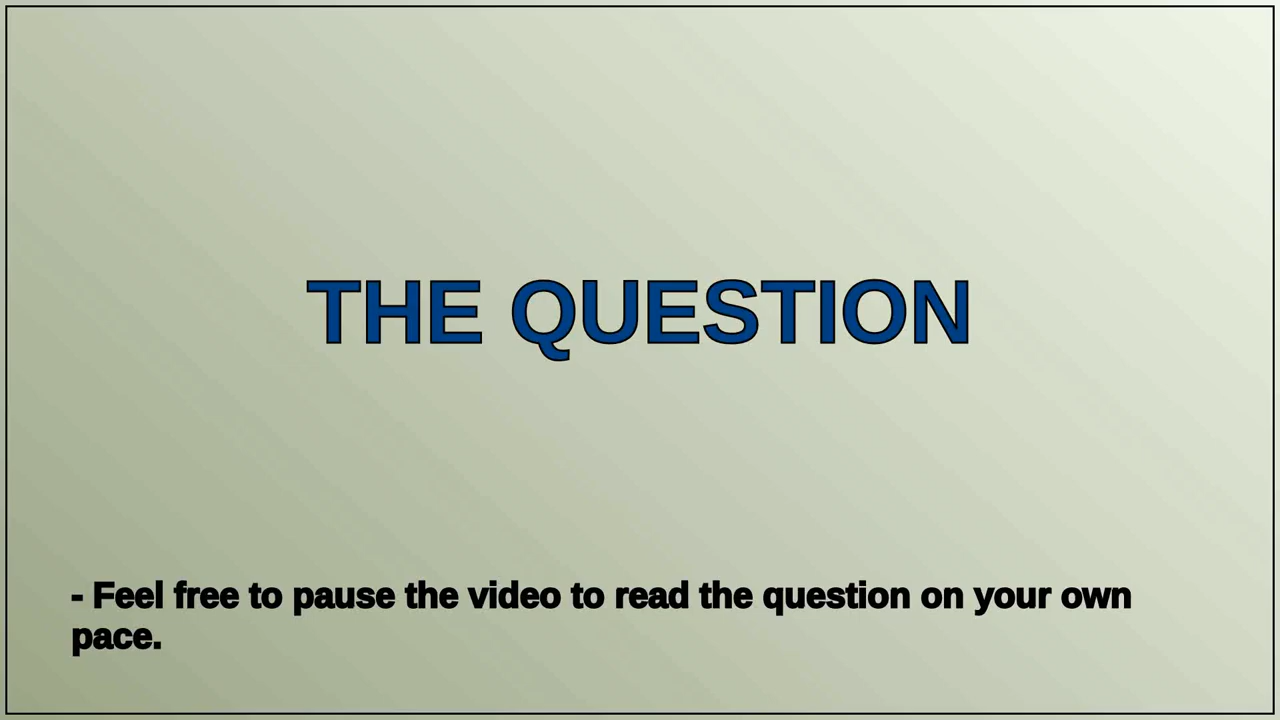 THE QUESTION
- Feel free to pause the video to read the question on your own
pace.